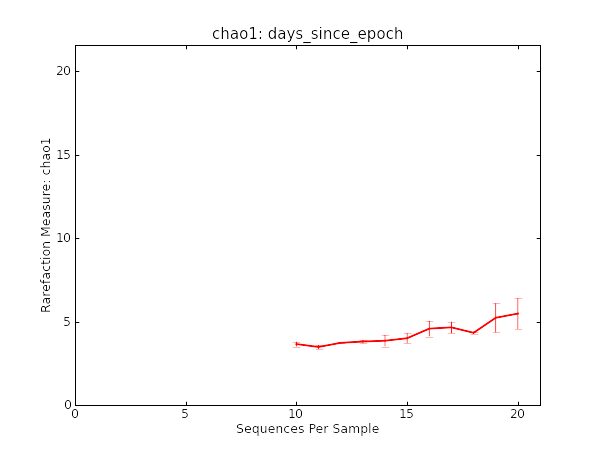 chao1: days_since_epoch
Rarefaction Measure: chao1
20
15
10
5
0
0 5 10 15 20
Sequences Per Sample